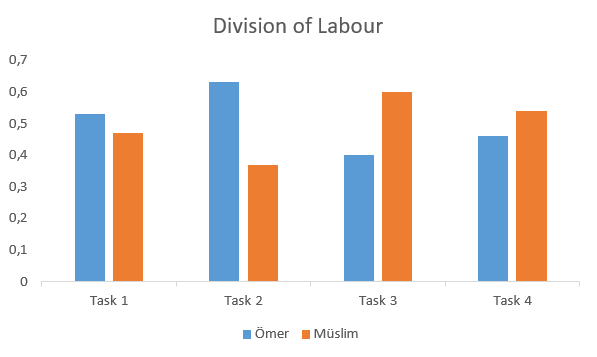 Division of Labour
0,7
0,6
0,5
0,4
0,3
0,2
0,1
0
Task 1 Task 2 Task 3 Task 4
Ömer Müslim